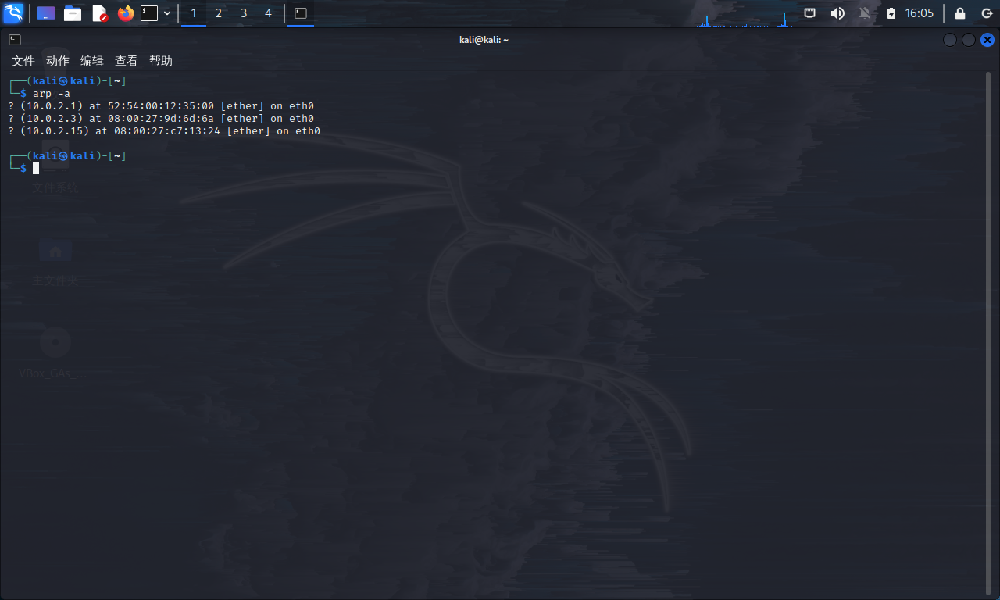 1 2 3 4 16:05
kali@kali: ~
文件 动作 编辑 查看 帮助
┌──(kali㉿kali)-[~]
└─$ arp -a
? (10.0.2.1) at 52:54:00:12:35:00 [ether] on eth0
? (10.0.2.3) at 08:00:27:9d:6d:6a [ether] on eth0
? (10.0.2.15) at 08:00:27:c7:13:24 [ether] on eth0
┌──(kali㉿kali)-[~]
└─$
文件系统
主文件夹
VBox_GAs_...